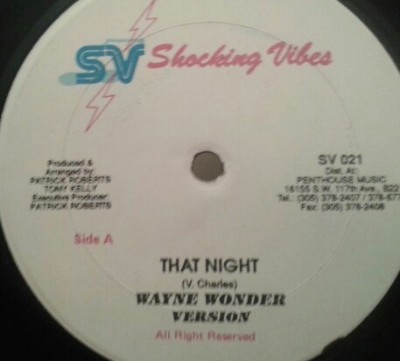 SV Shocking Vibes
Produced &
Arranged by:
PATRICK ROBERTS
TONY KELLY
Executive Producer:
PATRICK ROBERTS
SV 021
Dist. At:
PENTHOUSE MUSIC
16155 S.W. 117th Ave., B22
Tel. (305) 378-2407 / 378-677
Fax: (305) 378-2408
Side A
THAT NIGHT
(V. Charles)
WAYNE WONDER
VERSION
All Right Reserved